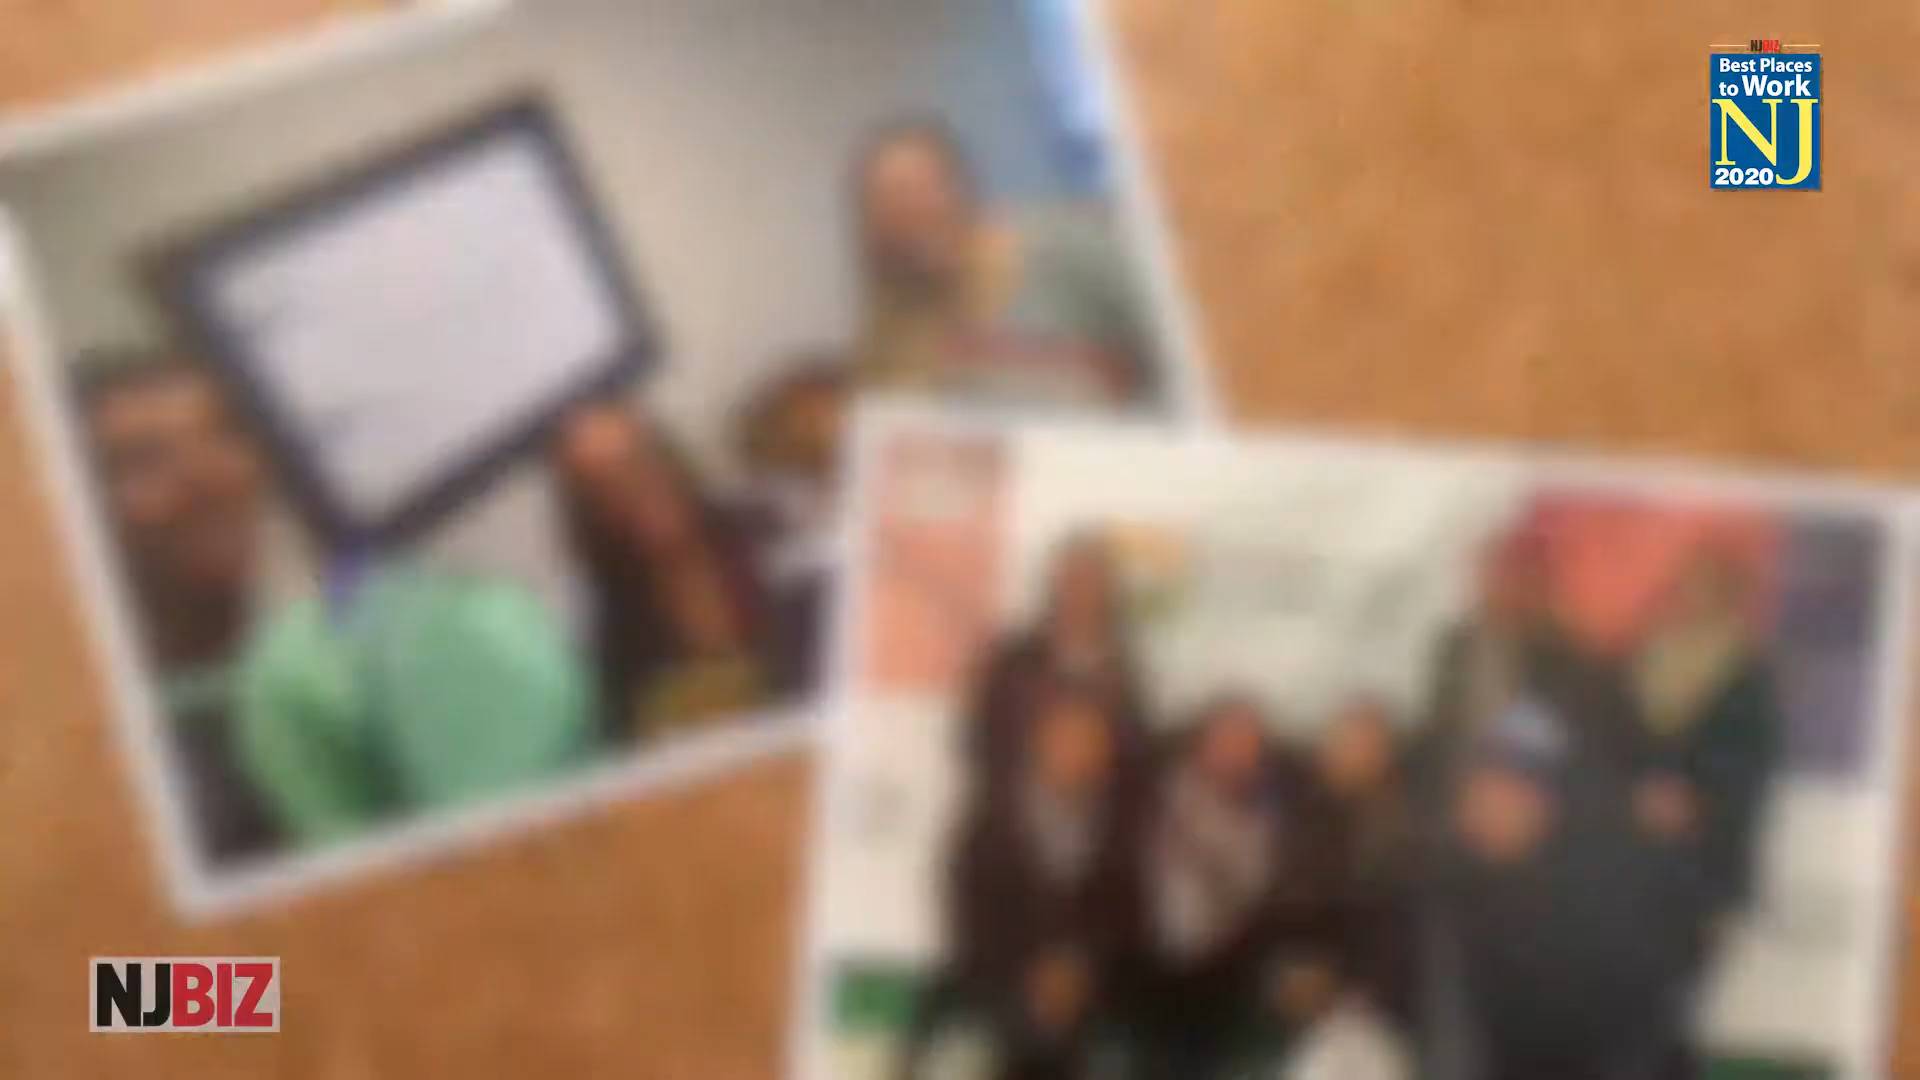 NJBIZ
Best Places
to Work
NJ
2020
NJBIZ